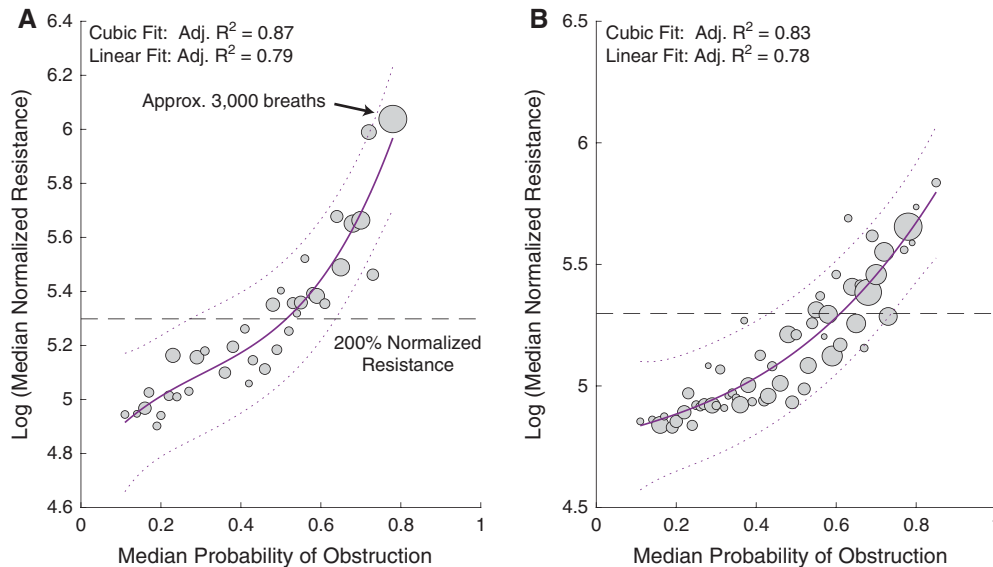 A
Cubic Fit: Adj. R² = 0.87
Linear Fit: Adj. R² = 0.79
Approx. 3,000 breaths
200% Normalized
Resistance
Log (Median Normalized Resistance)
6.4
6.2
6
5.8
5.6
5.4
5.2
5
4.8
4.6
0 0.2 0.4 0.6 0.8 1
Median Probability of Obstruction
B
Cubic Fit: Adj. R² = 0.83
Linear Fit: Adj. R² = 0.78
Log (Median Normalized Resistance)
6.5
6
5.5
5
4.5
0 0.2 0.4 0.6 0.8
Median Probability of Obstruction